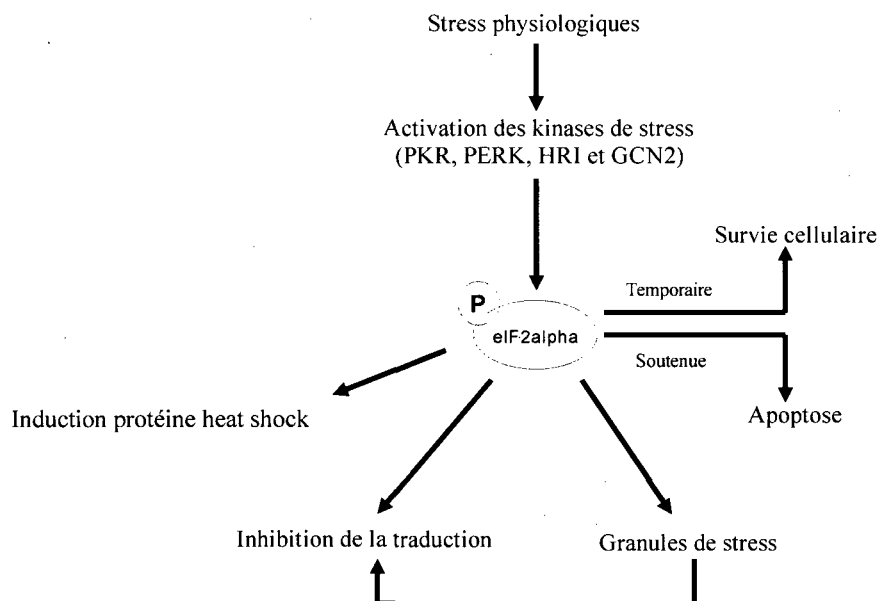 Stress physiologiques
Activation des kinases de stress
(PKR, PERK, HRI et GCN2)
Survie cellulaire
Temporaire
P
eIF2alpha
Soutenue
Induction protéine heat shock
Apoptose
Inhibition de la traduction
Granules de stress